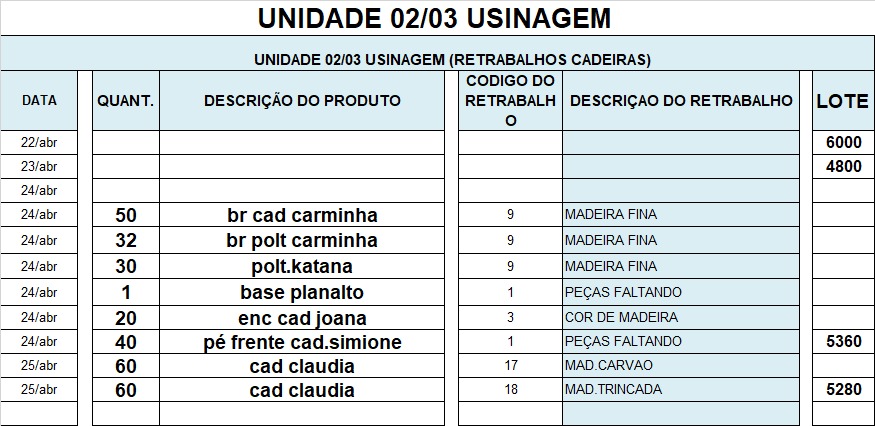 UNIDADE 02/03 USINAGEM
UNIDADE 02/03 USINAGEM (RETRABALHOS CADEIRAS)
DATA QUANT. DESCRIÇÃO DO PRODUTO CODIGO DO RETRABALH O DESCRIÇAO DO RETRABALHO LOTE
22/abr 6000
23/abr 4800
24/abr
24/abr 50 br cad carminha 9 MADEIRA FINA
24/abr 32 br polt carminha 9 MADEIRA FINA
24/abr 30 polt.katana 9 MADEIRA FINA
24/abr 1 base planalto 1 PEÇAS FALTANDO
24/abr 20 enc cad joana 3 COR DE MADEIRA
24/abr 40 pé frente cad.simione 1 PEÇAS FALTANDO 5360
25/abr 60 cad claudia 17 MAD.CARVAO
25/abr 60 cad claudia 18 MAD.TRINCADA 5280